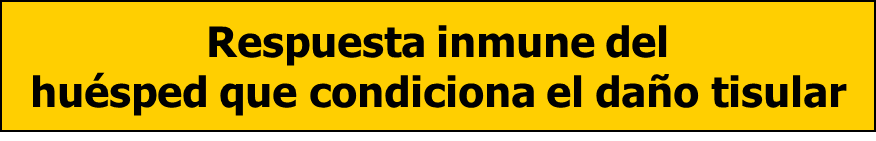 Respuesta inmune del
huésped que condiciona el daño tisular